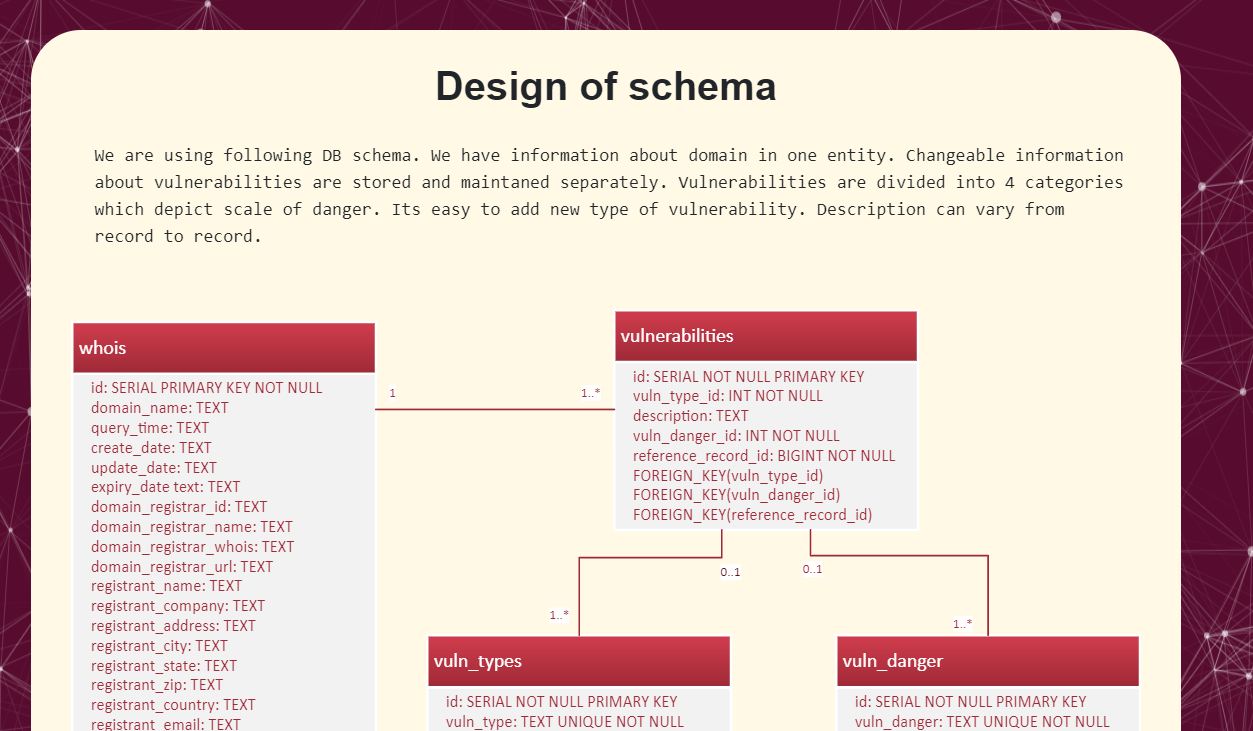 Design of schema
We are using following DB schema. We have information about domain in one entity. Changeable information
about vulnerabilities are stored and maintaned separately. Vulnerabilities are divided into 4 categories
which depict scale of danger. Its easy to add new type of vulnerability. Description can vary from
record to record.
whois
id: SERIAL PRIMARY KEY NOT NULL
domain_name: TEXT
query_time: TEXT
create_date: TEXT
update_date: TEXT
expiry_date text: TEXT
domain_registrar_id: TEXT
domain_registrar_name: TEXT
domain_registrar_whois: TEXT
domain_registrar_url: TEXT
registrant_name: TEXT
registrant_company: TEXT
registrant_address: TEXT
registrant_city: TEXT
registrant_state: TEXT
registrant_zip: TEXT
registrant_country: TEXT
registrant_email: TEXT
1
1..*
vulnerabilities
id: SERIAL NOT NULL PRIMARY KEY
vuln_type_id: INT NOT NULL
description: TEXT
vuln_danger_id: INT NOT NULL
reference_record_id: BIGINT NOT NULL
FOREIGN_KEY(vuln_type_id)
FOREIGN_KEY(vuln_danger_id)
FOREIGN_KEY(reference_record_id)
0..1
0..1
1..*
1..*
vuln_types
id: SERIAL NOT NULL PRIMARY KEY
vuln_type: TEXT UNIQUE NOT NULL
vuln_danger
id: SERIAL NOT NULL PRIMARY KEY
vuln_danger: TEXT UNIQUE NOT NULL